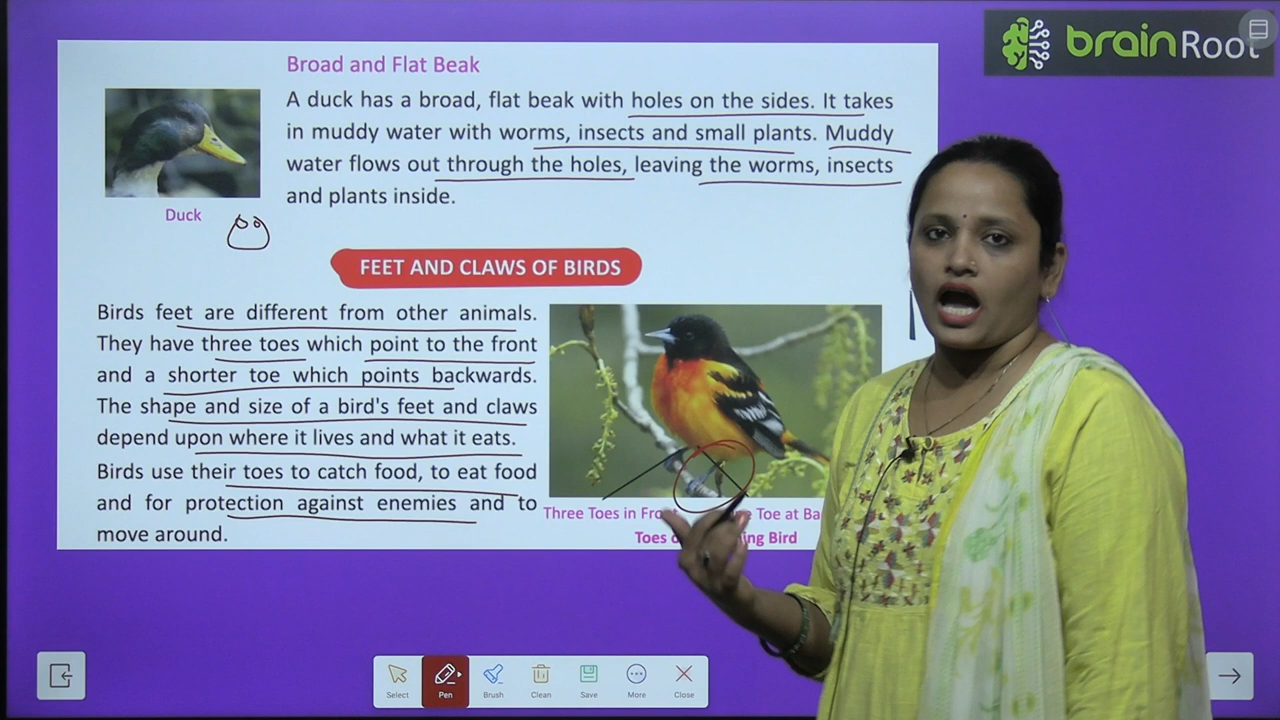 brainRoot
Broad and Flat Beak
A duck has a broad, flat beak with holes on the sides. It takes
in muddy water with worms, insects and small plants. Muddy
water flows out through the holes, leaving the worms, insects
and plants inside.
Duck
FEET AND CLAWS OF BIRDS
Birds feet are different from other animals.
They have three toes which point to the front
and a shorter toe which points backwards.
The shape and size of a bird's feet and claws
depend upon where it lives and what it eats.
Birds use their toes to catch food, to eat food
and for protection against enemies and to
move around.
Three Toes in Toe at
Toes Bird
Select Pen Brush Clean Save More Close